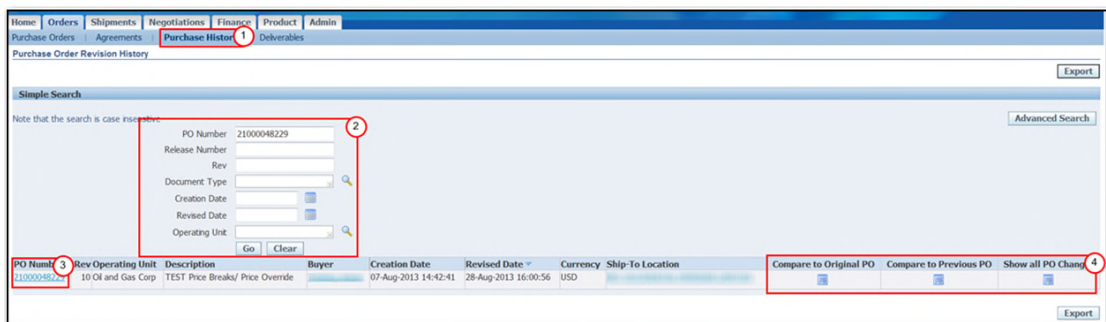 Home Orders Shipments Negotiations Finance Product Admin
Purchase Orders | Agreements | Purchase History 1 Deliverables
Purchase Order Revision History
Export
Simple Search
Note that the search is case insensitive
Advanced Search
2
PO Number 21000048229
Release Number
Rev
Document Type
Creation Date
Revised Date
Operating Unit
Go Clear
PO Number 3 Rev Operating Unit Description Buyer Creation Date Revised Date Currency Ship-To Location Compare to Original PO Compare to Previous PO Show all PO Chang 4
21000048229 10 Oil and Gas Corp TEST Price Breaks/ Price Override 07-Aug-2013 14:42:41 28-Aug-2013 16:00:56 USD
Export